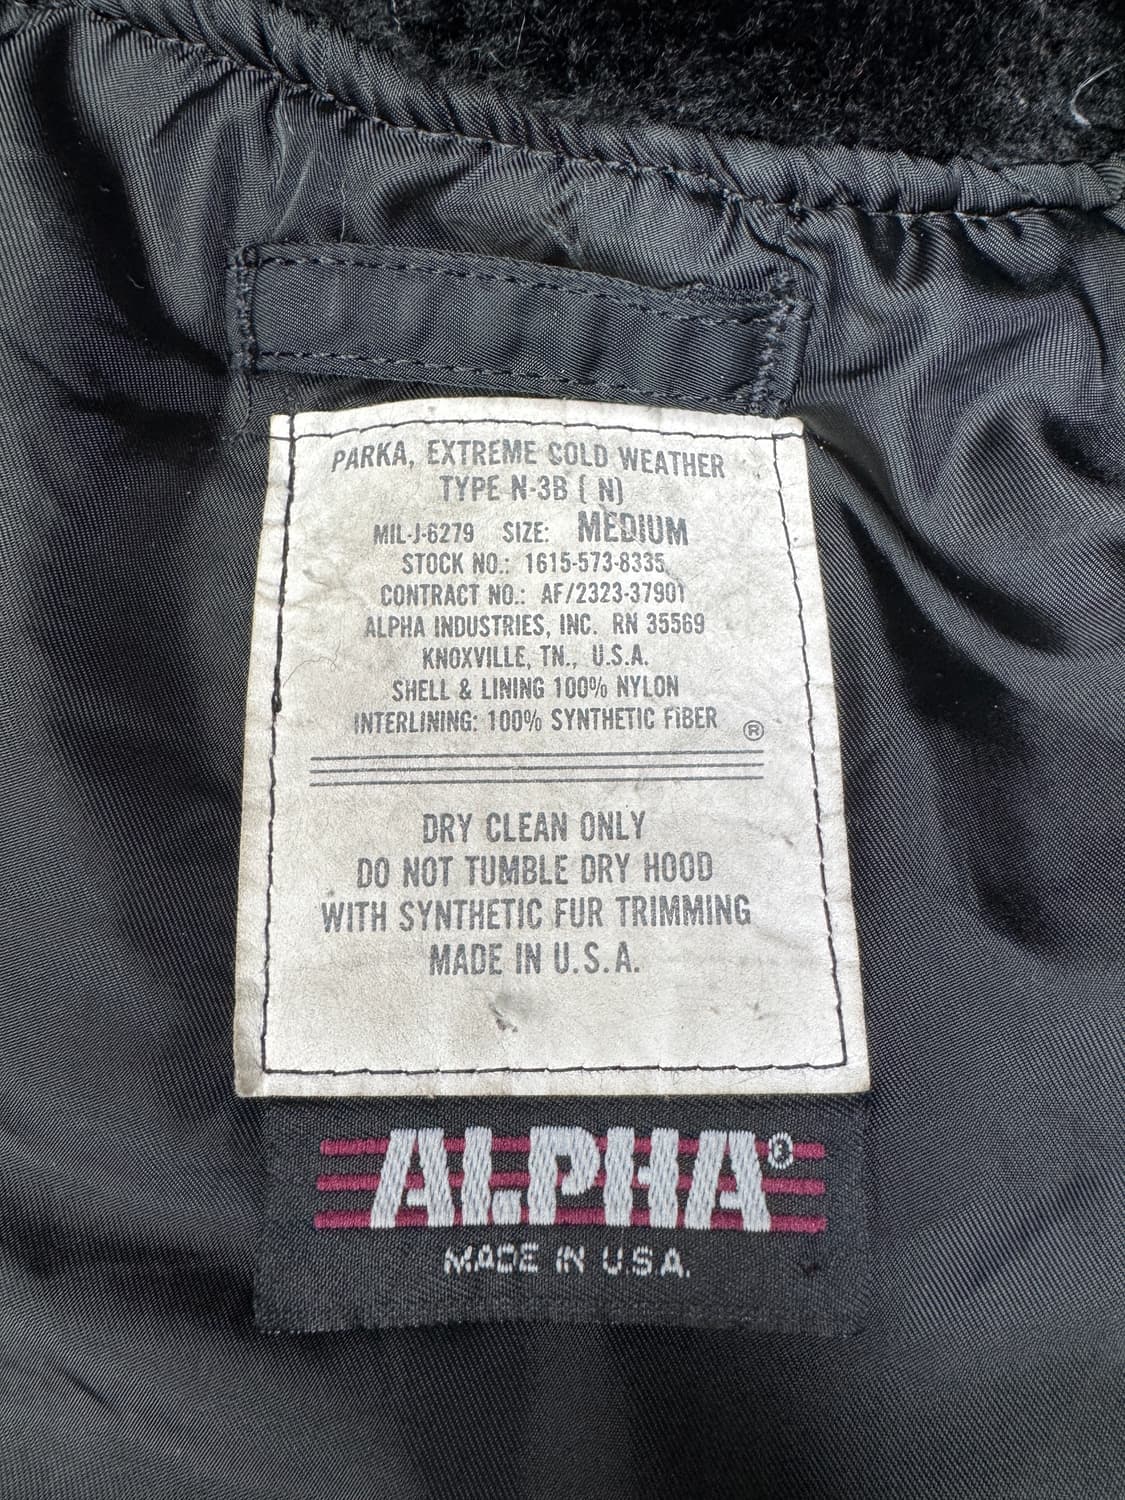 PARKA, EXTREME COLD WEATHER
TYPE N-3B ( N)
MIL-J-6279 SIZE: MEDIUM
STOCK NO.: 1615-573-8335
CONTRACT NO.: AF/2323-37901
ALPHA INDUSTRIES, INC. RN 35569
KNOXVILLE, TN., U.S.A.
SHELL & LINING 100% NYLON
INTERLINING: 100% SYNTHETIC FIBER
®
DRY CLEAN ONLY
DO NOT TUMBLE DRY HOOD
WITH SYNTHETIC FUR TRIMMING
MADE IN U.S.A.
ALPHA®
MADE IN U.S.A.